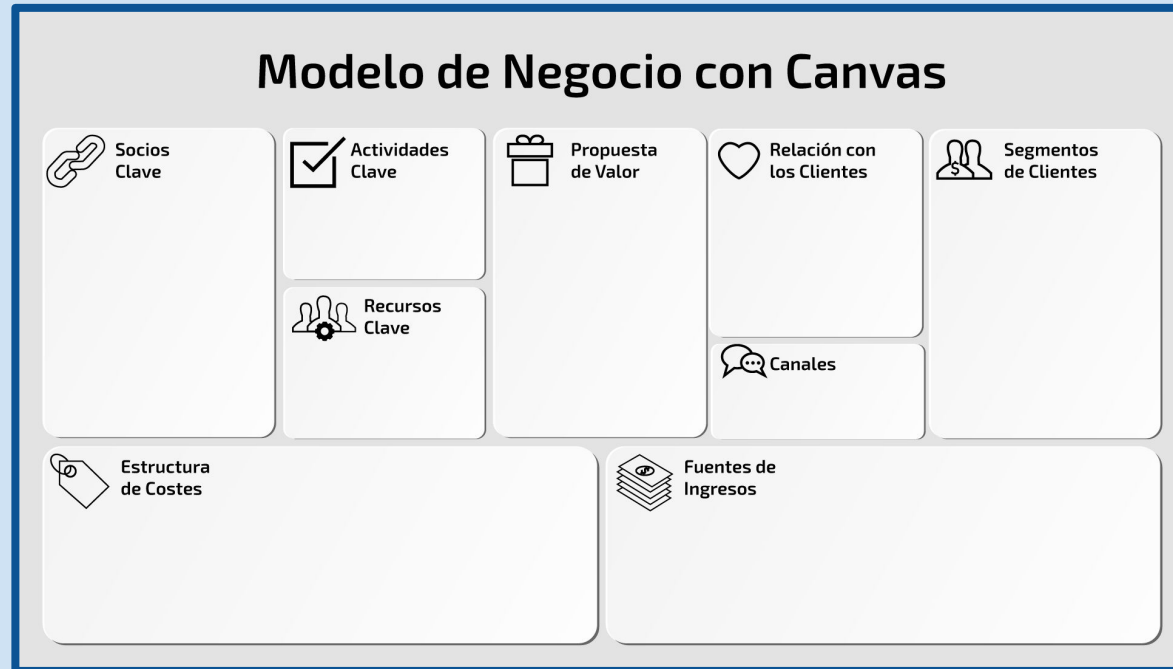 Modelo de Negocio con Canvas
Socios
Clave
Actividades
Clave
Recursos
Clave
Propuesta
de Valor
Relación con
los Clientes
Canales
Segmentos
de Clientes
Estructura
de Costes
Fuentes de
Ingresos